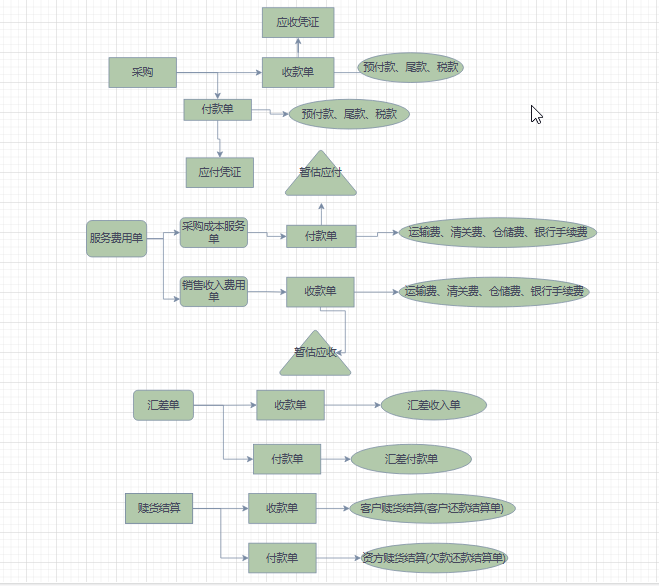 应收凭证
采购
收款单
预付款、尾款、税款
付款单
预付款、尾款、税款
应付凭证
暂估应付
服务费用单
采购成本服务
单
付款单
运输费、清关费、仓储费、银行手续费
销售收入费用
单
收款单
运输费、清关费、仓储费、银行手续费
暂估应收
汇差单
收款单
汇差收入单
付款单
汇差付款单
赎货结算
收款单
客户赎货结算(客户还款结算单)
付款单
资方赎货结算(欠款还款结算单)